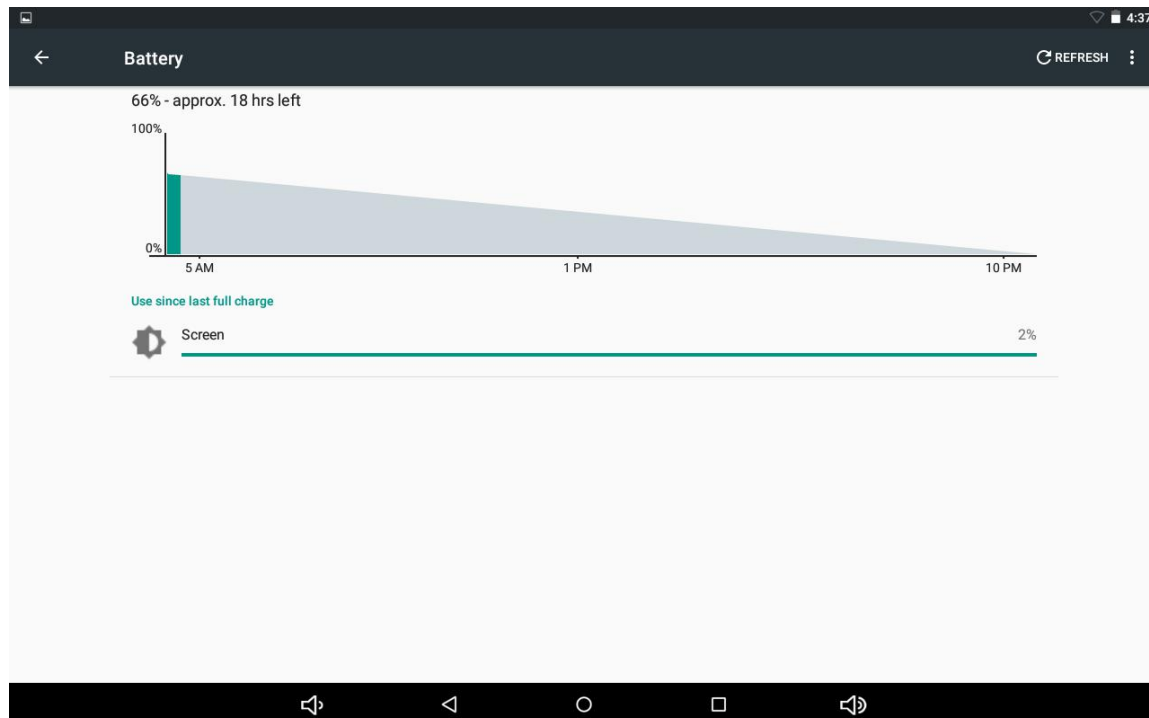 4:37
Battery
REFRESH
66% - approx. 18 hrs left
100%
0%
5 AM 1 PM 10 PM
Use since last full charge
Screen 2%